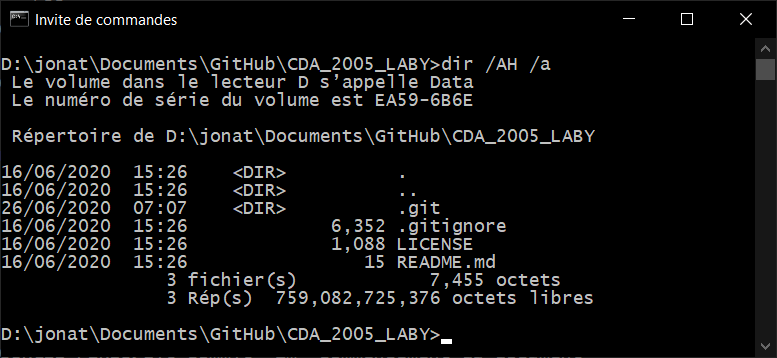 Invite de commandes
D:\jonat\Documents\GitHub\CDA_2005_LABY>dir /AH /a
Le volume dans le lecteur D s’appelle Data
Le numéro de série du volume est EA59-6B6E
Répertoire de D:\jonat\Documents\GitHub\CDA_2005_LABY
16/06/2020  15:26    <DIR>          .
16/06/2020  15:26    <DIR>          ..
26/06/2020  07:07    <DIR>          .git
16/06/2020  15:26             6,352 .gitignore
16/06/2020  15:26             1,088 LICENSE
16/06/2020  15:26                15 README.md
3 fichier(s)            7,455 octets
3 Rép(s)  759,082,725,376 octets libres
D:\jonat\Documents\GitHub\CDA_2005_LABY>